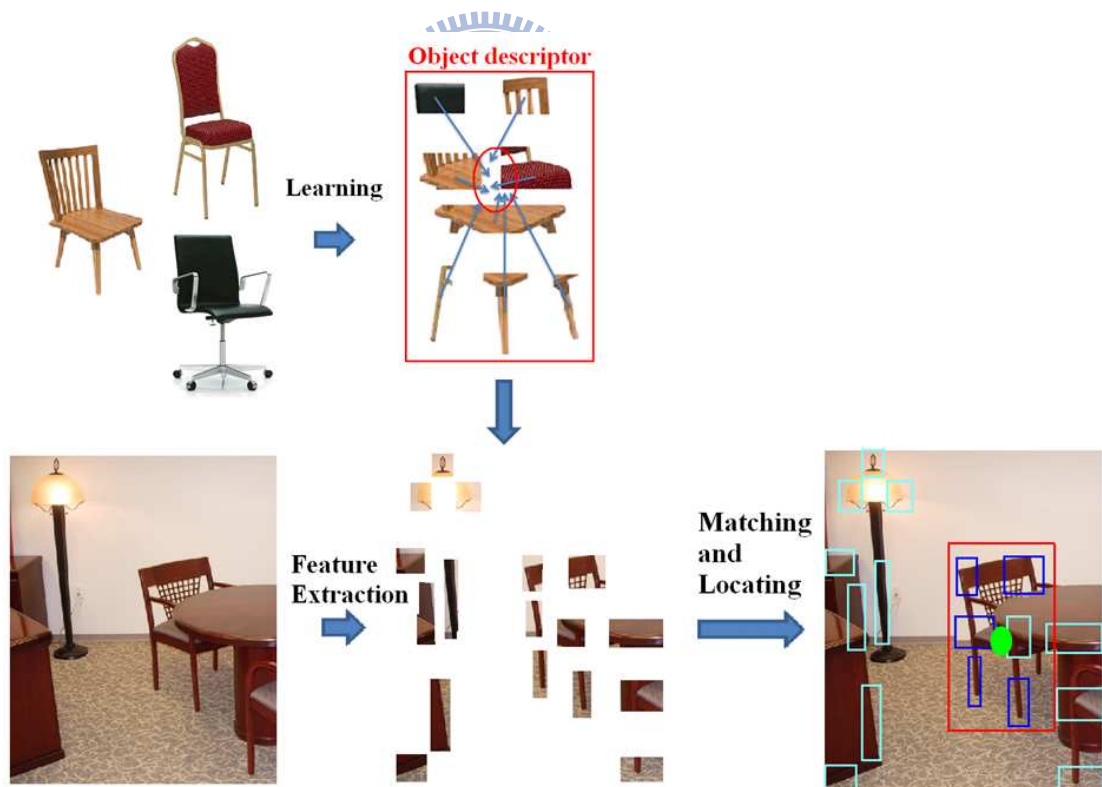 Object descriptor
Learning
Feature
Extraction
Matching
and
Locating